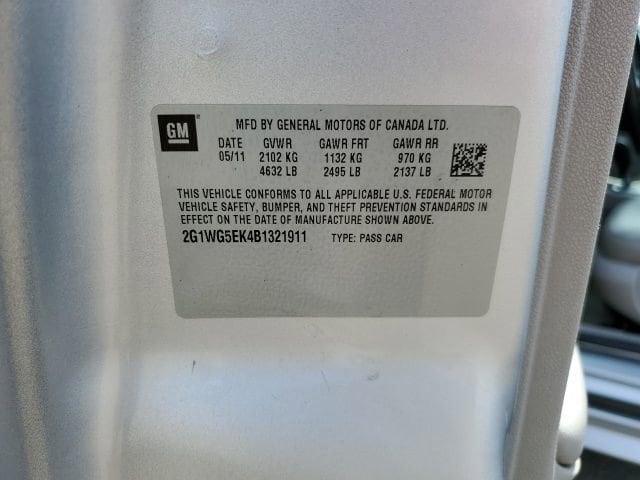 GM
MFD BY GENERAL MOTORS OF CANADA LTD.
DATE GVWR GAWR FRT GAWR RR
05/11 2102 KG 1132 KG 970 KG
4632 LB 2495 LB 2137 LB
THIS VEHICLE CONFORMS TO ALL APPLICABLE U.S. FEDERAL MOTOR
VEHICLE SAFETY, BUMPER, AND THEFT PREVENTION STANDARDS IN
EFFECT ON THE DATE OF MANUFACTURE SHOWN ABOVE.
2G1WG5EK4B1321911 TYPE: PASS CAR